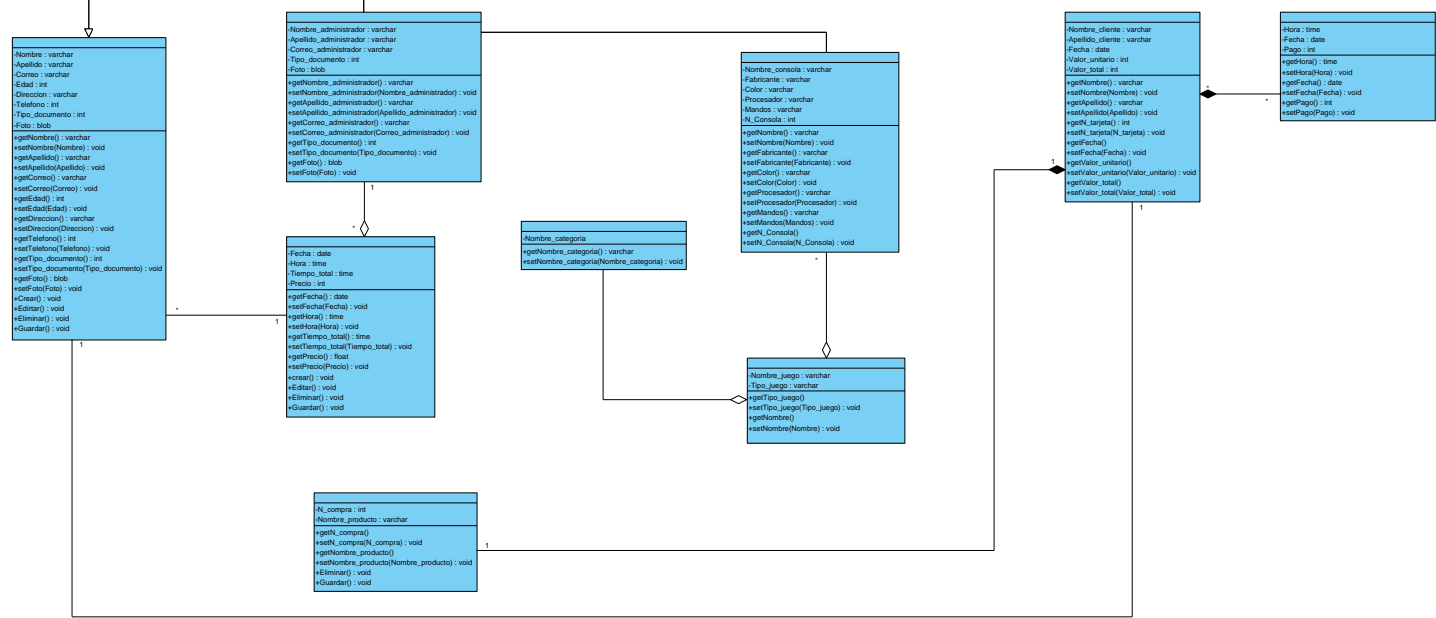 -Nombre : varchar
-Apellido : varchar
-Correo : varchar
-Edad : int
-Direccion : varchar
-Telefono : int
-Tipo_documento : int
-Foto : blob
+getNombre() : varchar
+setNombre(Nombre) : void
+getApellido() : varchar
+setApellido(Apellido) : void
+getCorreo() : varchar
+setCorreo(Correo) : void
+getEdad() : int
+setEdad(Edad) : void
+getDireccion() : varchar
+setDireccion(Direccion) : void
+getTelefono() : int
+setTelefono(Telefono) : void
+getTipo_documento() : int
+setTipo_documento(Tipo_documento) : void
+getFoto() : blob
+setFoto(Foto) : void
+Crear() : void
+Edirtar() : void
+Eliminar() : void
+Guardar() : void
1
*
1
-Nombre_administrador : varchar
-Apellido_administrador : varchar
-Correo_administrador : varchar
-Tipo_documento : int
-Foto : blob
+getNombre_administrador() : varchar
+setNombre_administrador(Nombre_administrador) : void
+getApellido_administrador() : varchar
+setApellido_administrador(Apellido_administrador) : void
+getCorreo_administrador() : varchar
+setCorreo_administrador(Correo_administrador) : void
+getTipo_documento() : int
+setTipo_documento(Tipo_documento) : void
+getFoto() : blob
+setFoto(Foto) : void
1
*
-Fecha : date
-Hora : time
-Tiempo_total : time
-Precio : int
+getFecha() : date
+setFecha(Fecha) : void
+getHora() : time
+setHora(Hora) : void
+getTiempo_total() : time
+setTiempo_total(Tiempo_total) : void
+getPrecio() : float
+setPrecio(Precio) : void
+crear() : void
+Editar() : void
+Eliminar() : void
+Guardar() : void
-Nombre_categoria
+getNombre_categoria() : varchar
+setNombre_categoria(Nombre_categoria) : void
-Nombre_consola : varchar
-Fabricante : varchar
-Color : varchar
-Procesador : varchar
-Mandos : varchar
-N_Consola : int
+getNombre() : varchar
+setNombre(Nombre) : void
+getFabricante() : varchar
+setFabricante(Fabricante) : void
+getColor() : varchar
+setColor(Color) : void
+getProcesador() : varchar
+setProcesador(Procesador) : void
+getMandos() : varchar
+setMandos(Mandos) : void
+getN_Consola()
+setN_Consola(N_Consola) : void
*
-Nombre_juego : varchar
-Tipo_juego : varchar
+getTipo_juego()
+setTipo_juego(Tipo_juego) : void
+getNombre()
+setNombre(Nombre) : void
-N_compra : int
-Nombre_producto : varchar
+getN_compra()
+setN_compra(N_compra) : void
+getNombre_producto()
+setNombre_producto(Nombre_producto) : void
+Eliminar() : void
+Guardar() : void
1
-Nombre_cliente : varchar
-Apellido_cliente : varchar
-Fecha : date
-Valor_unitario : int
-Valor_total : int
+getNombre() : varchar
+setNombre(Nombre) : void
+getApellido() : varchar
+setApellido(Apellido) : void
+getN_tarjeta() : int
+setN_tarjeta(N_tarjeta) : void
+getFecha()
+setFecha(Fecha) : void
+getValor_unitario()
+setValor_unitario(Valor_unitario) : void
+getValor_total()
+setValor_total(Valor_total) : void
1
1
*
*
-Hora : time
-Fecha : date
-Pago : int
+getHora() : time
+setHora(Hora) : void
+getFecha() : date
+setFecha(Fecha) : void
+getPago() : int
+setPago(Pago) : void